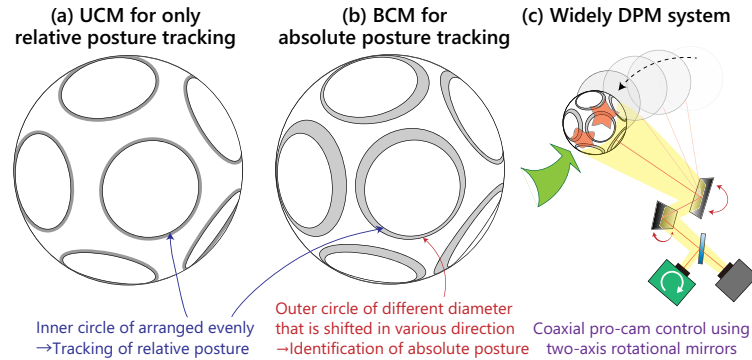 (a) UCM for only
relative posture tracking
(b) BCM for
absolute posture tracking
(c) Widely DPM system
Inner circle of arranged evenly
→Tracking of relative posture
Outer circle of different diameter
that is shifted in various direction
→Identification of absolute posture
Coaxial pro-cam control using
two-axis rotational mirrors